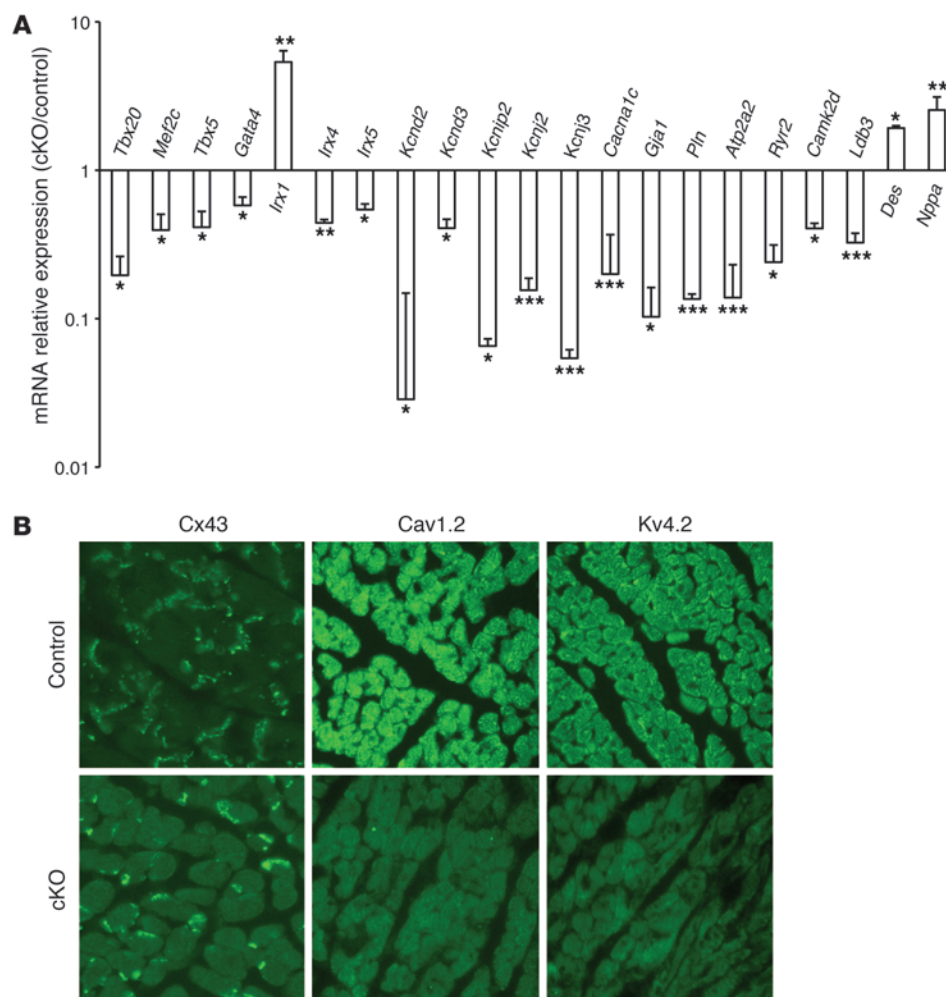 A
mRNA relative expression (cKO/control)
10
1
0.1
0.01
Tbx20
Mef2c
Tbx5
Gata4
Irx1
Irx4
Irx5
Kcnd2
Kcnd3
Kcnip2
Kcnj2
Kcnj3
Cacna1c
Gja1
Pln
Atp2a2
Ryr2
Camk2d
Ldb3
Des
Nppa
*
*
*
*
**
**
*
*
*
*
***
***
***
*
***
***
*
*
***
*
**
B
Cx43 Cav1.2 Kv4.2
Control
cKO